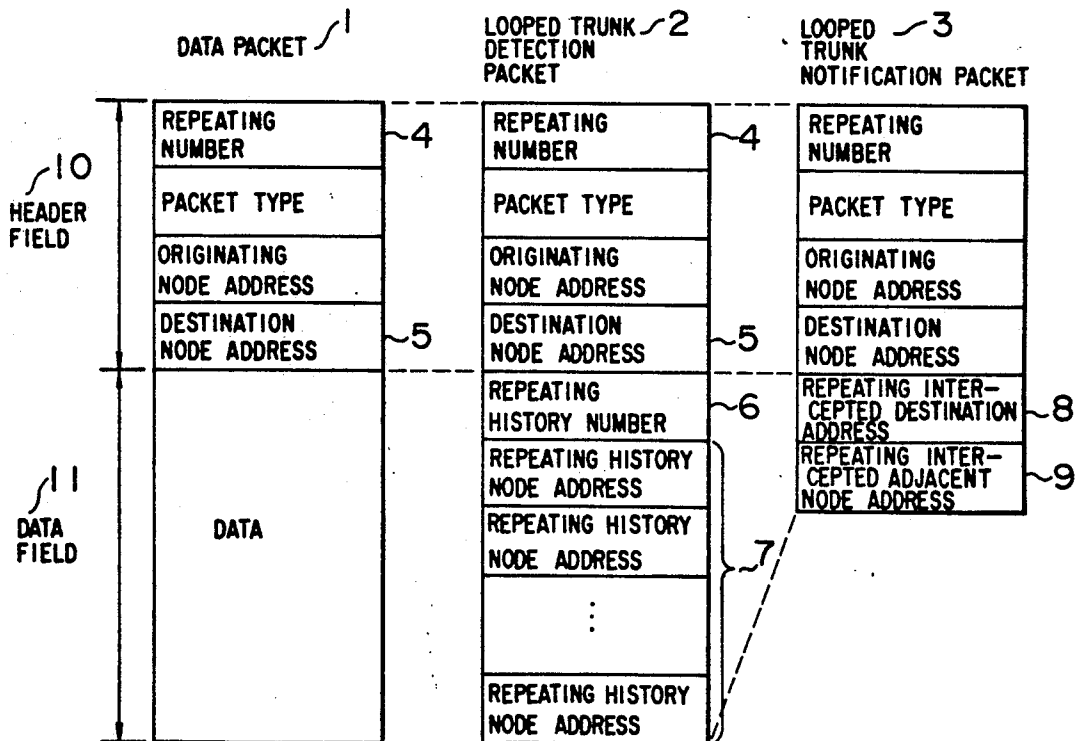 DATA PACKET 1
LOOPED TRUNK 2
DETECTION
PACKET
LOOPED 3
TRUNK
NOTIFICATION PACKET
10
HEADER
FIELD
REPEATING
NUMBER
4
PACKET TYPE
ORIGINATING
NODE ADDRESS
DESTINATION
NODE ADDRESS
5
11
DATA
FIELD
DATA
REPEATING
NUMBER
4
PACKET TYPE
ORIGINATING
NODE ADDRESS
DESTINATION
NODE ADDRESS
5
REPEATING
HISTORY NUMBER
6
REPEATING HISTORY
NODE ADDRESS
REPEATING HISTORY
NODE ADDRESS
7
⋮
REPEATING HISTORY
NODE ADDRESS
REPEATING
NUMBER
PACKET TYPE
ORIGINATING
NODE ADDRESS
DESTINATION
NODE ADDRESS
REPEATING INTER-
CEPTED DESTINATION
ADDRESS
8
REPEATING INTER-
CEPTED ADJACENT
NODE ADDRESS
9